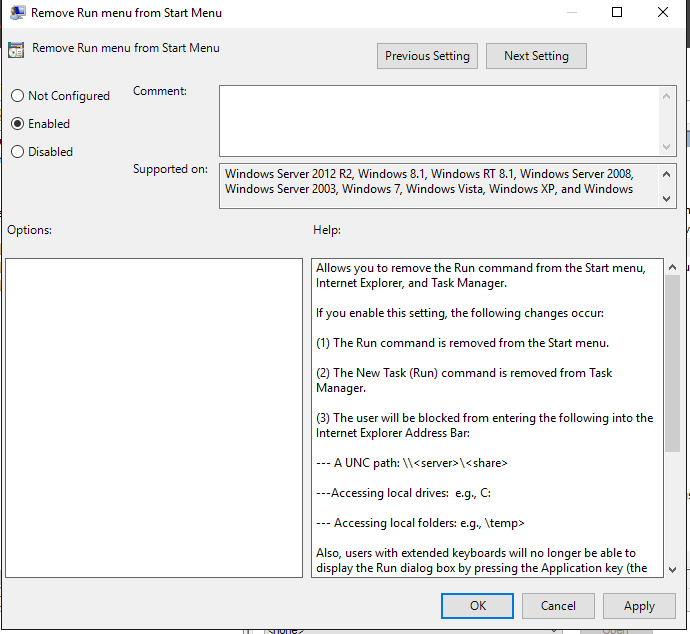 Remove Run menu from Start Menu
Remove Run menu from Start Menu
Previous Setting
Next Setting
Not Configured
Enabled
Disabled
Comment:
Supported on:
Windows Server 2012 R2, Windows 8.1, Windows RT 8.1, Windows Server 2008,
Windows Server 2003, Windows 7, Windows Vista, Windows XP, and Windows
Options:
Help:
Allows you to remove the Run command from the Start menu,
Internet Explorer, and Task Manager.
If you enable this setting, the following changes occur:
(1) The Run command is removed from the Start menu.
(2) The New Task (Run) command is removed from Task
Manager.
(3) The user will be blocked from entering the following into the
Internet Explorer Address Bar:
--- A UNC path: \\<server>\<share>
---Accessing local drives:  e.g., C:
--- Accessing local folders: e.g., \temp>
Also, users with extended keyboards will no longer be able to
display the Run dialog box by pressing the Application key (the
OK
Cancel
Apply
<none>
Open